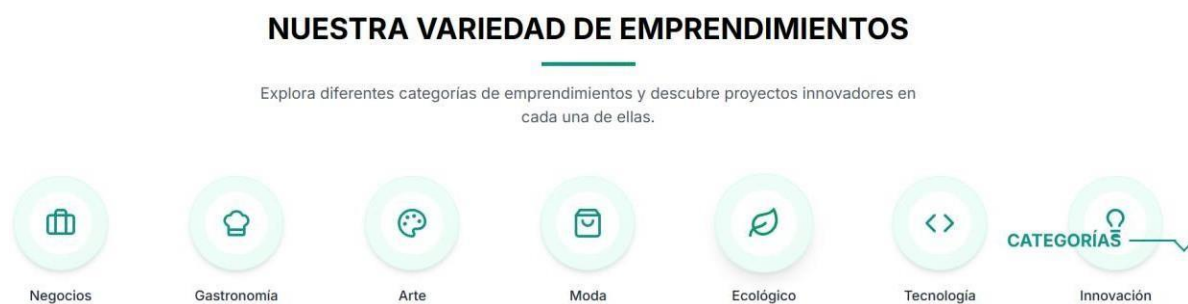 NUESTRA VARIEDAD DE EMPRENDIMIENTOS
Explora diferentes categorías de emprendimientos y descubre proyectos innovadores en
cada una de ellas.
CATEGORÍAS
Negocios Gastronomía Arte Moda Ecológico Tecnología Innovación